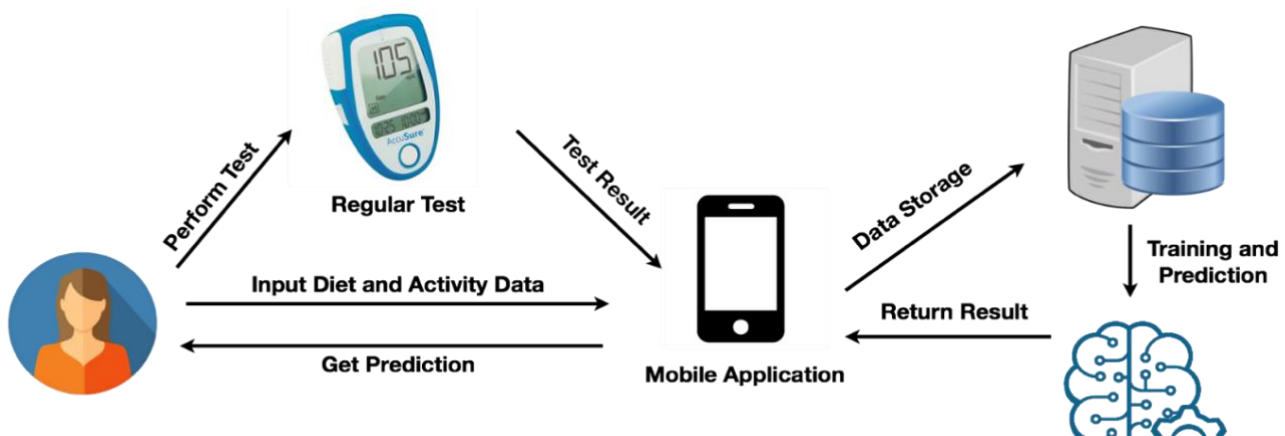 105
AccuSure
Regular Test
Perform Test
Test Result
Input Diet and Activity Data
Get Prediction
Mobile Application
Data Storage
Training and
Prediction
Return Result